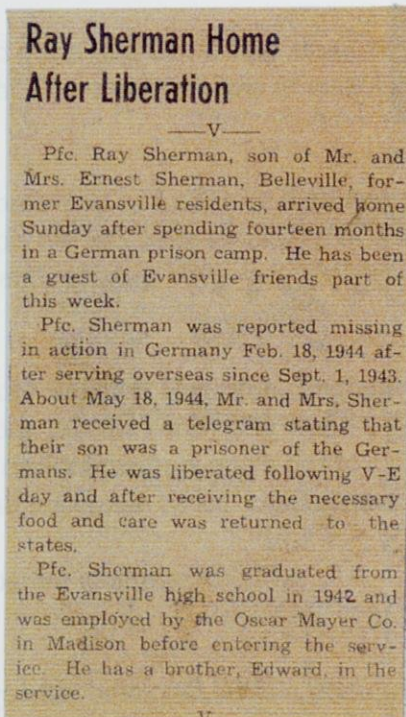 Ray Sherman Home
After Liberation
V
Pfc. Ray Sherman, son of Mr. and
Mrs. Ernest Sherman, Belleville, for-
mer Evansville residents, arrived home
Sunday after spending fourteen months
in a German prison camp. He has been
a guest of Evansville friends part of
this week.
Pfc. Sherman was reported missing
in action in Germany Feb. 18, 1944 af-
ter serving overseas since Sept. 1, 1943.
About May 18, 1944, Mr. and Mrs. Sher-
man received a telegram stating that
their son was a prisoner of the Ger-
mans. He was liberated following V-E
day and after receiving the necessary
food and care was returned to the
states.
Pfc. Sherman was graduated from
the Evansville high school in 1942 and
was employed by the Oscar Mayer Co.
in Madison before entering the serv-
ice. He has a brother, Edward, in the
service.
V